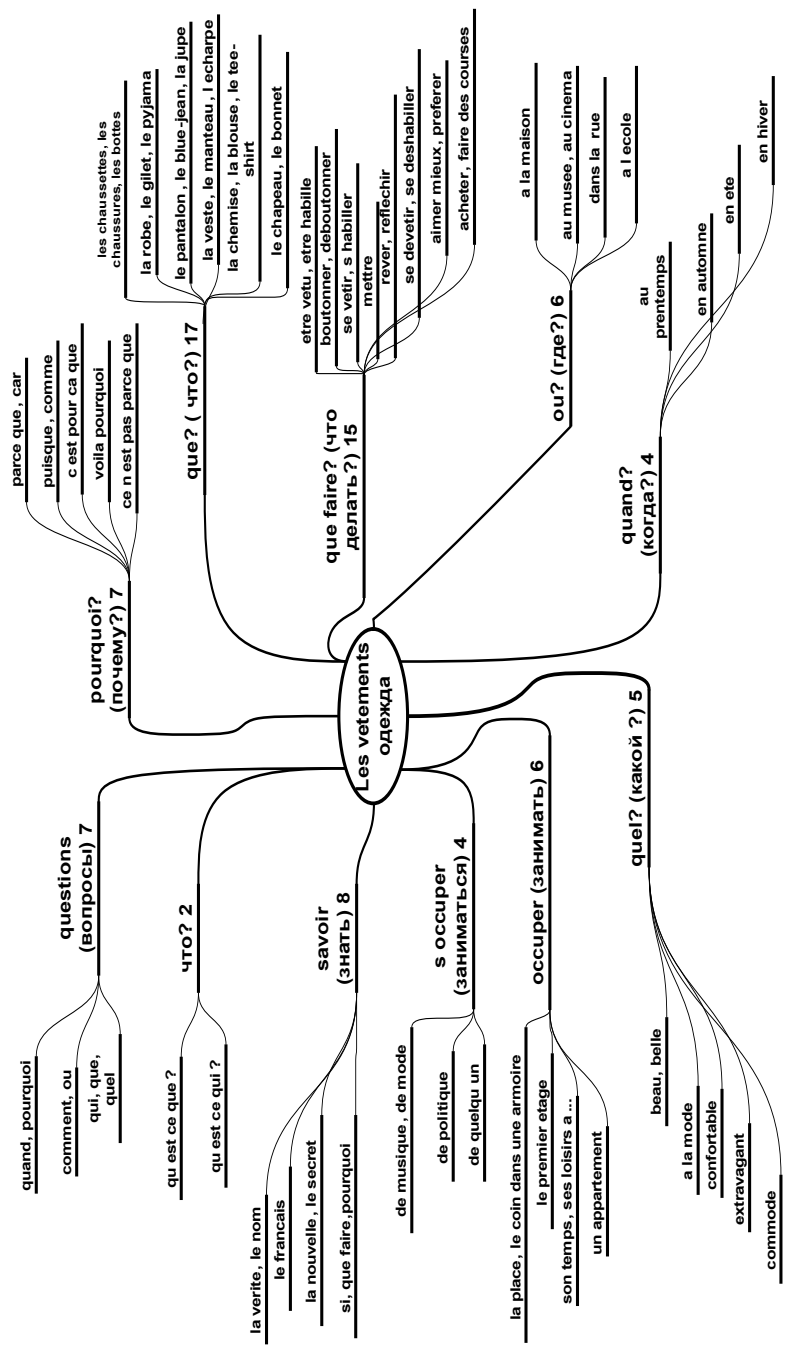 Les vetements
одежда
questions
(вопросы) 7
quand, pourquoi
comment, ou
qui, que,
quel
что? 2
qu est ce que ?
qu est ce qui ?
savoir
(знать) 8
la verite, le nom
le francais
la nouvelle, le secret
si, que faire,pourquoi
s occuper
(заниматься) 4
de musique, de mode
de politique
de quelqu un
occuper (занимать) 6
la place, le coin dans une armoire
le premier etage
son temps, ses loisirs a ...
un appartement
quel? (какой ?) 5
beau, belle
a la mode
confortable
extravagant
commode
pourquoi?
(почему?) 7
parce que, car
puisque, comme
c est pour ca que
voila pourquoi
ce n est pas parce que
que? ( что?) 17
les chaussettes, les
chaussures, les bottes
la robe, le gilet, le pyjama
le pantalon, le blue-jean, la jupe
la veste, le manteau, l echarpe
la chemise, la blouse, le tee-
shirt
le chapeau, le bonnet
que faire? (что
делать?) 15
etre vetu, etre habille
boutonner, deboutonner
se vetir, s habiller
mettre
rever, reflechir
se devetir, se deshabiller
aimer mieux, preferer
acheter, faire des courses
ou? (где?) 6
a la maison
au musee, au cinema
dans la rue
a l ecole
quand?
(когда?) 4
au
prentemps
en automne
en ete
en hiver